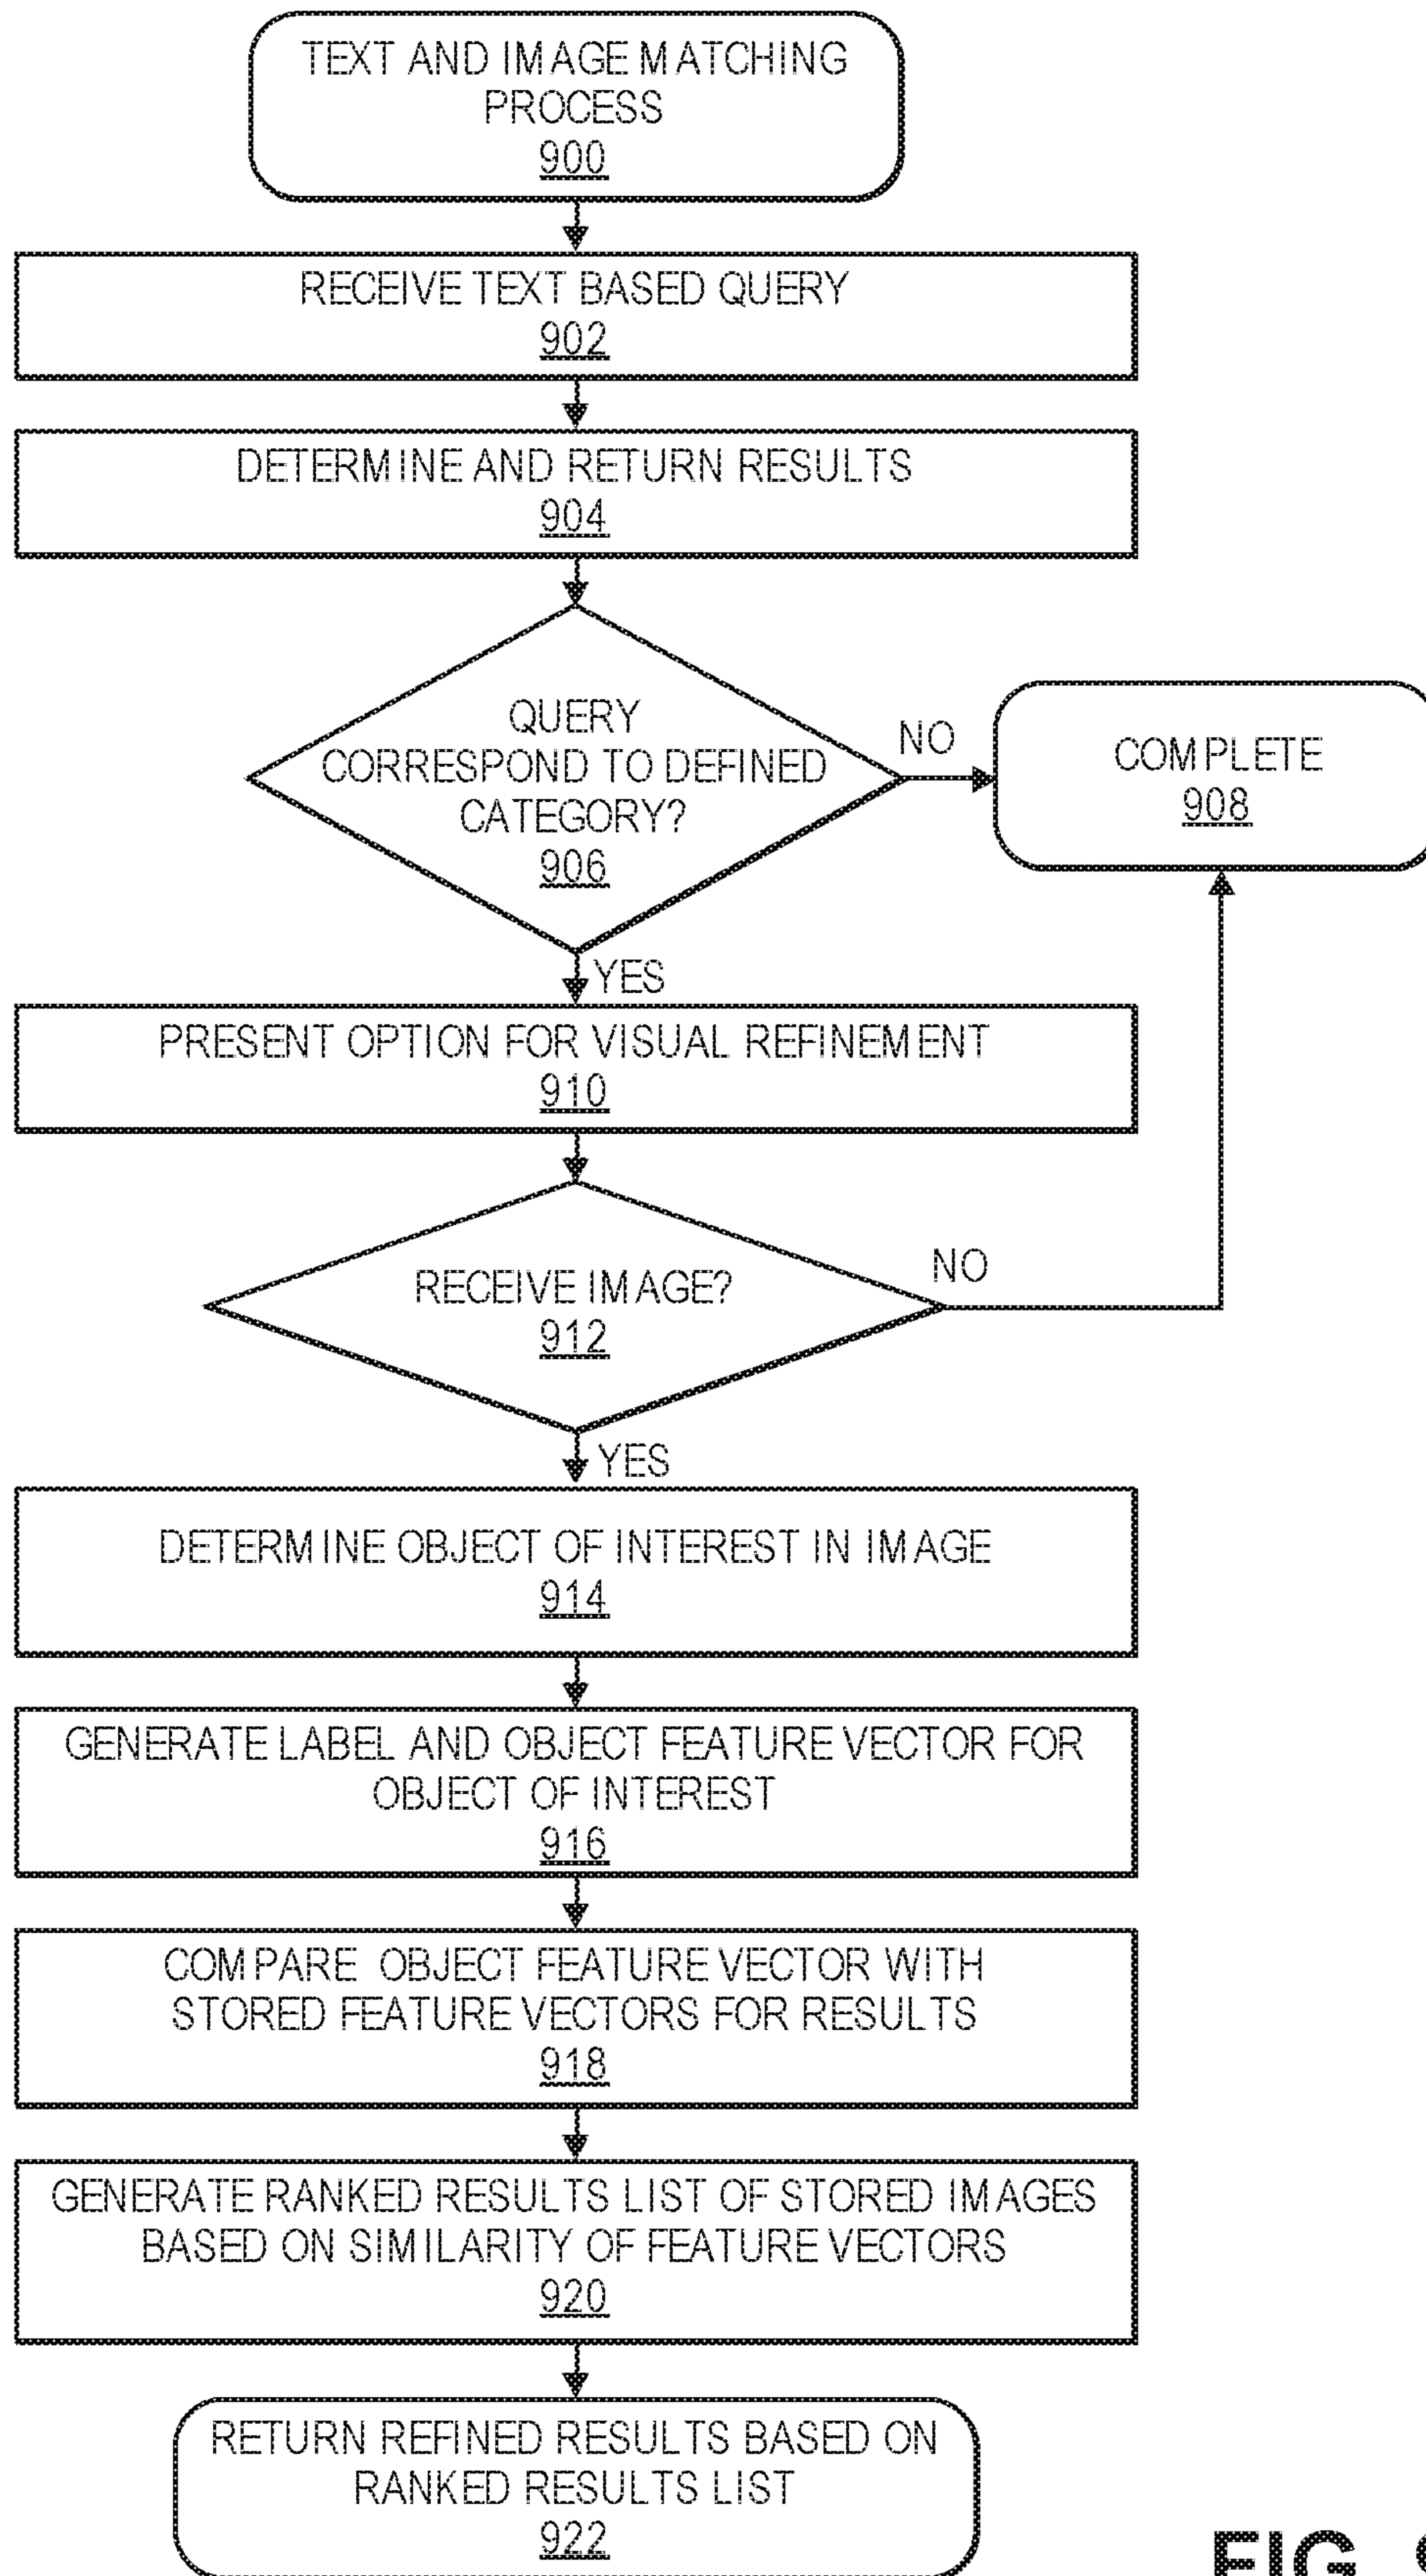 TEXT AND IMAGE MATCHING
PROCESS
900
RECEIVE TEXT BASED QUERY
902
DETERMINE AND RETURN RESULTS
904
QUERY
CORRESPOND TO DEFINED
CATEGORY?
906
NO
COMPLETE
908
YES
PRESENT OPTION FOR VISUAL REFINEMENT
910
RECEIVE IMAGE?
912
NO
YES
DETERMINE OBJECT OF INTEREST IN IMAGE
914
GENERATE LABEL AND OBJECT FEATURE VECTOR FOR
OBJECT OF INTEREST
916
COMPARE OBJECT FEATURE VECTOR WITH
STORED FEATURE VECTORS FOR RESULTS
918
GENERATE RANKED RESULTS LIST OF STORED IMAGES
BASED ON SIMILARITY OF FEATURE VECTORS
920
RETURN REFINED RESULTS BASED ON
RANKED RESULTS LIST
922
FIG.